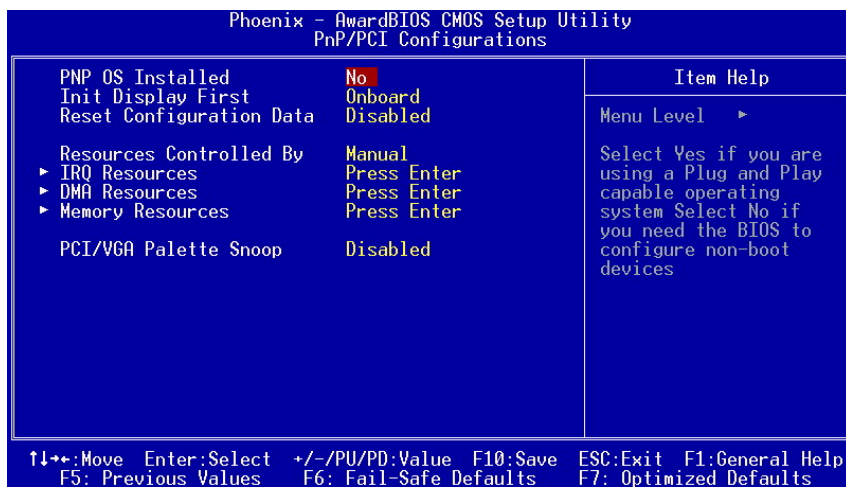 Phoenix - AwardBIOS CMOS Setup Utility
PnP/PCI Configurations
PNP OS Installed No
Init Display First Onboard
Reset Configuration Data Disabled
Resources Controlled By Manual
► IRQ Resources Press Enter
► DMA Resources Press Enter
► Memory Resources Press Enter
PCI/VGA Palette Snoop Disabled
Item Help
Menu Level ►
Select Yes if you are
using a Plug and Play
capable operating
system Select No if
you need the BIOS to
configure non-boot
devices
↑↓→←:Move Enter:Select +/-/PU/PD:Value F10:Save ESC:Exit F1:General Help
F5: Previous Values F6: Fail-Safe Defaults F7: Optimized Defaults